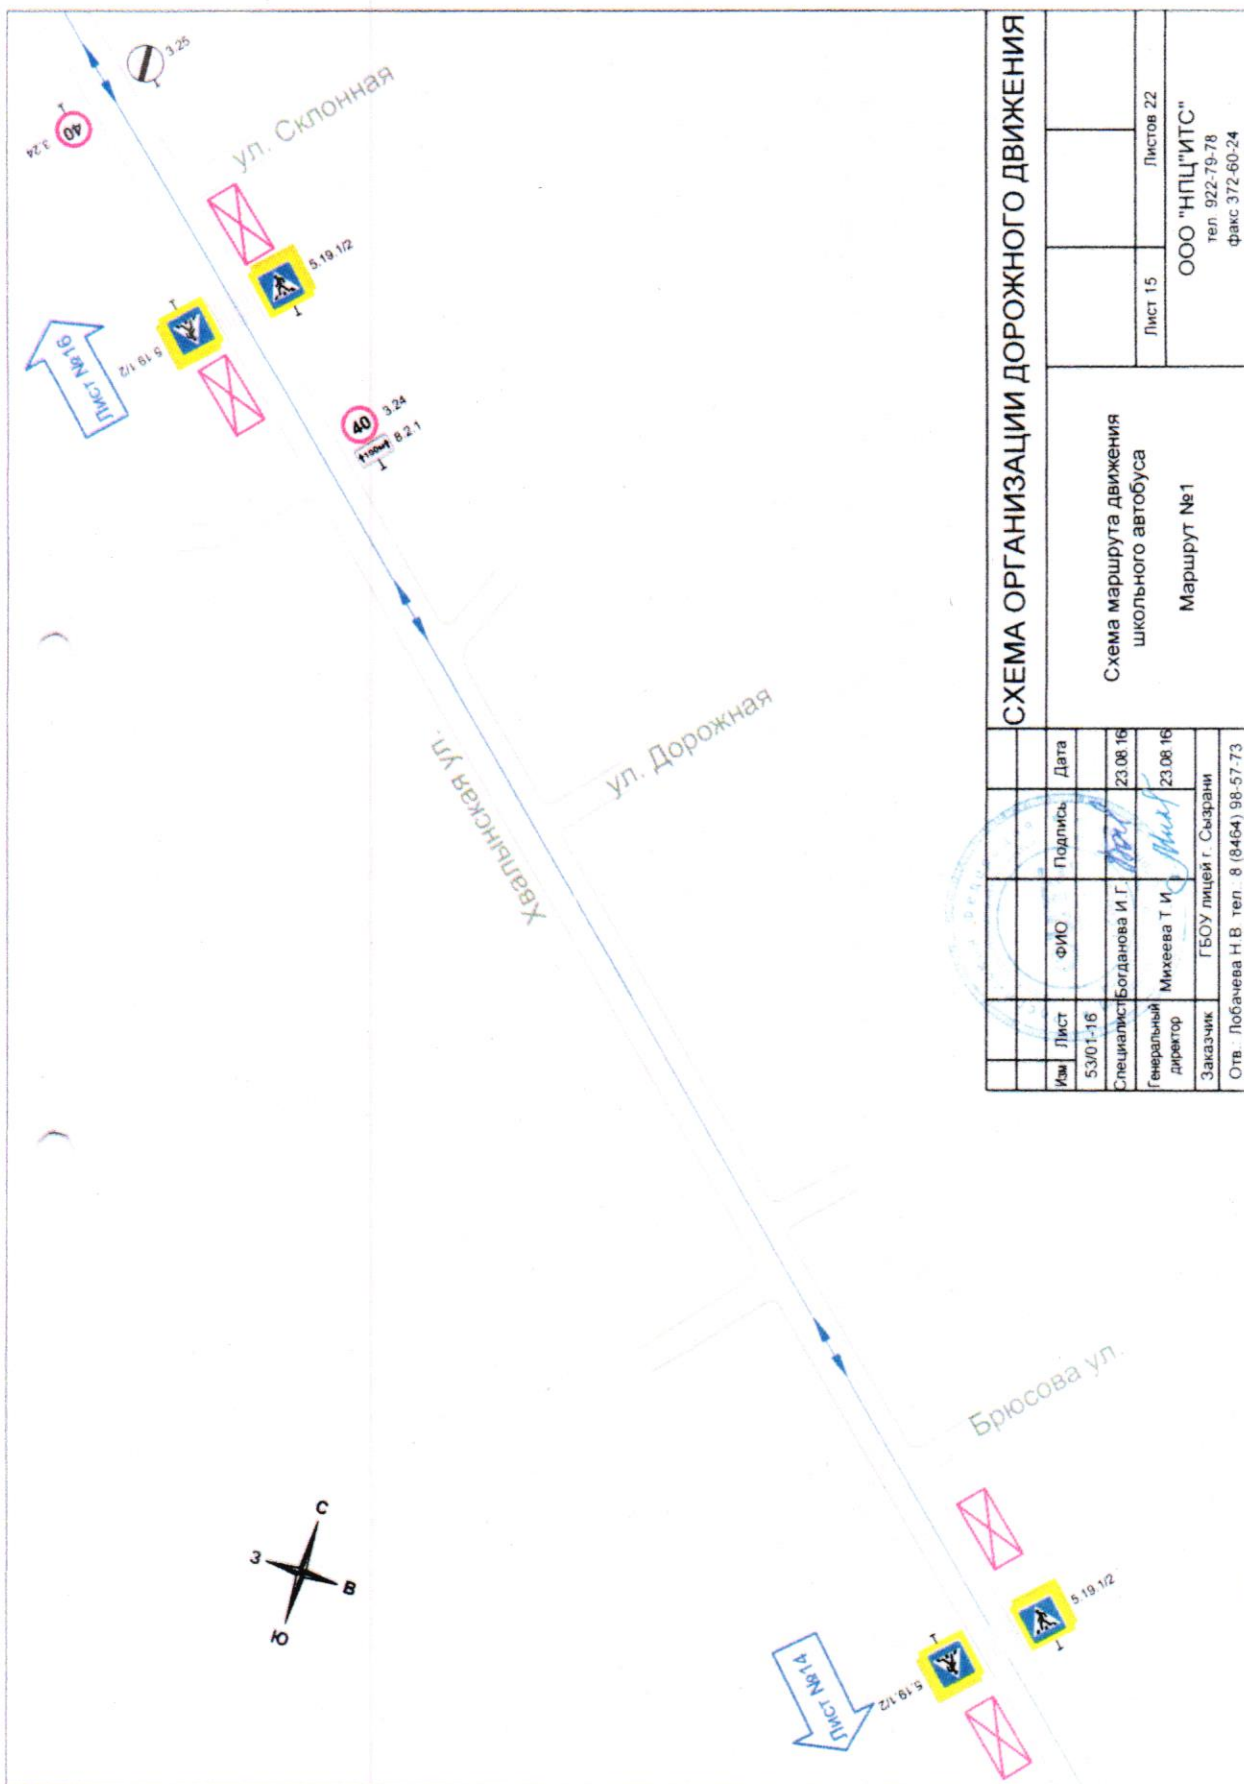 3.25
40
3.24
ул. Склонная
5.19.1/2
5.19.1/2
Лист №16
40
3.24
100м
8.2.1
Хвалынская ул.
ул. Дорожная
Брюсова ул.
С
З
В
Ю
5.19.1/2
5.19.1/2
Лист №14
СХЕМА ОРГАНИЗАЦИИ ДОРОЖНОГО ДВИЖЕНИЯ
Изм Лист ФИО Подпись Дата
53/01-16
Специалист Богданова И.Г. 23.08.16
Генеральный
директор
Михеева Т.И. 23.08.16
Заказчик ГБОУ лицей г. Сызрани
Отв.: Лобачева Н.В. тел.: 8 (8464) 98-57-73
Схема маршрута движения
школьного автобуса
Маршрут №1
Лист 15 Листов 22
ООО "НПЦ"ИТС"
тел. 922-79-78
факс 372-60-24